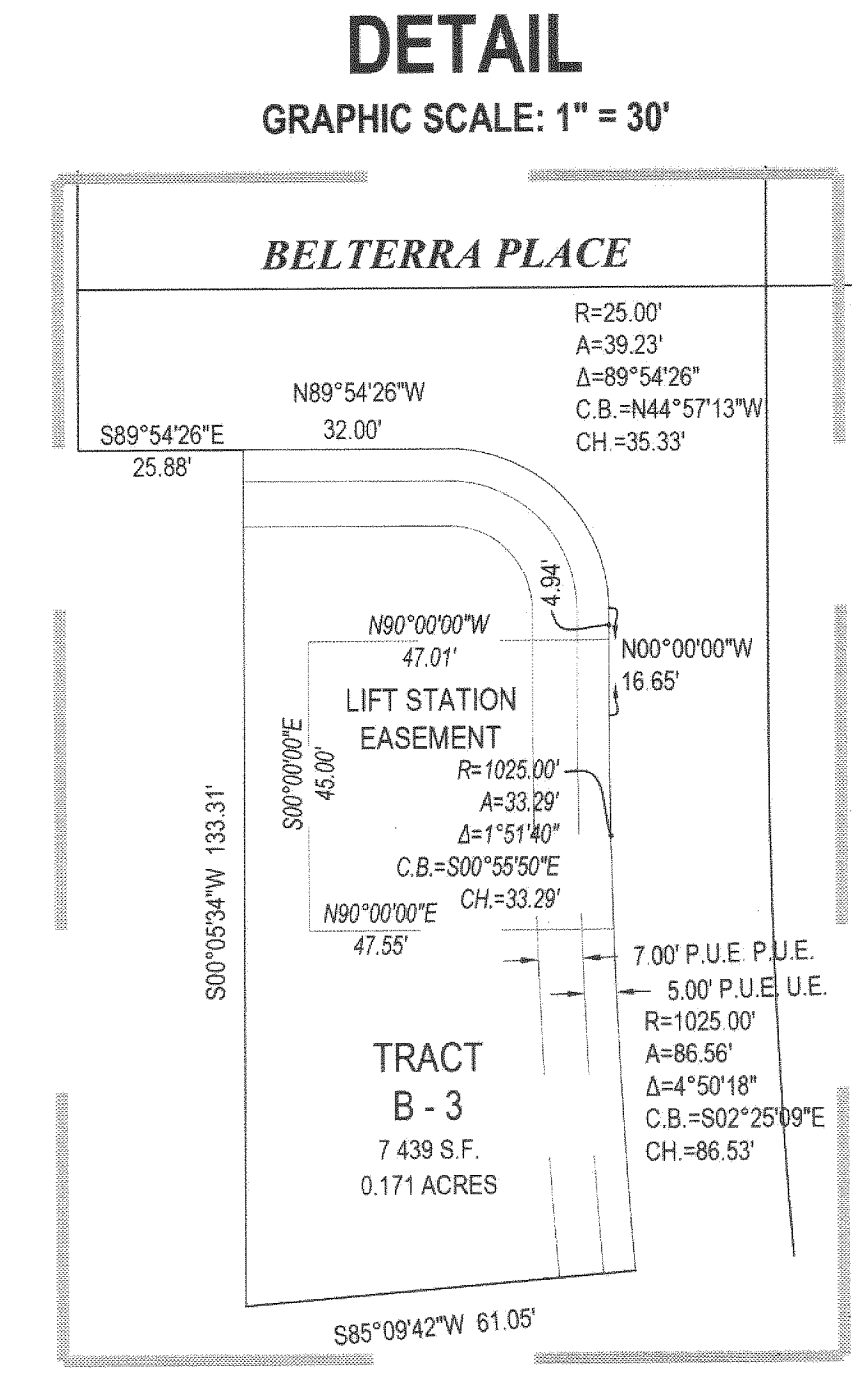 DETAIL
GRAPHIC SCALE: 1" = 30'
BELTERRA PLACE
R=25.00'
A=39.23'
Δ=89°54'26"
C.B.=N44°57'13"W
CH.=35.33'
N89°54'26"W
32.00'
S89°54'26"E
25.88'
4.94'
N90°00'00"W
47.01'
N00°00'00"W
16.65'
LIFT STATION
EASEMENT
S00°00'00"E
45.00'
R=1025.00'
A=33.29'
Δ=1°51'40"
C.B.=S00°55'50"E
CH.=33.29'
S00°05'34"W 133.31'
N90°00'00"E
47.55'
7.00' P.U.E. P.U.E.
5.00' P.U.E. U.E.
R=1025.00'
A=86.56'
Δ=4°50'18"
C.B.=S02°25'09"E
CH.=86.53'
TRACT
B - 3
7 439 S.F.
0.171 ACRES
S85°09'42"W 61.05'